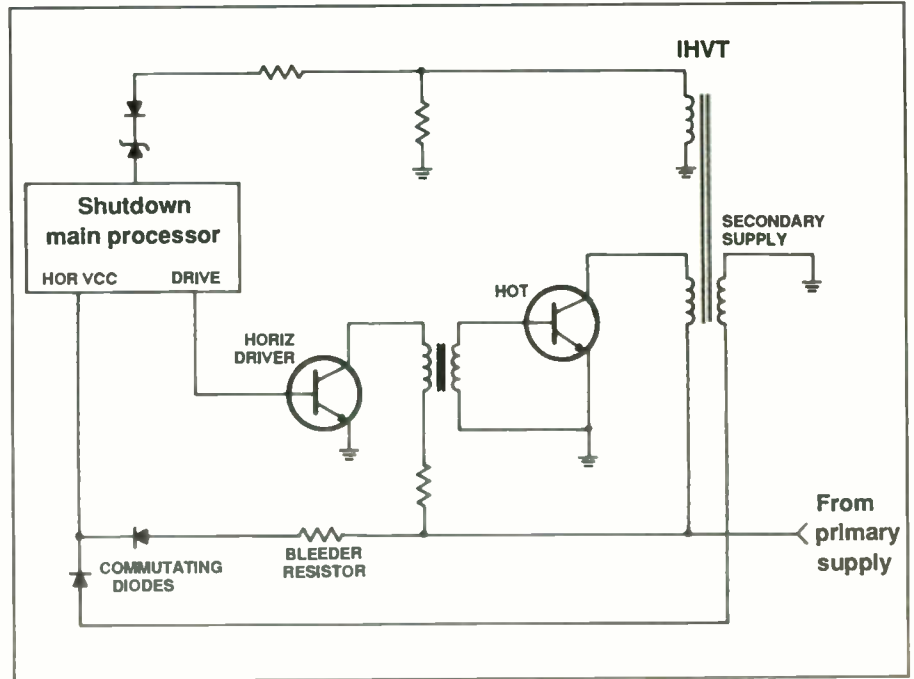 IHVT
Shutdown
main processor
HOR VCC
DRIVE
SECONDARY
SUPPLY
HOT
HORIZ
DRIVER
From
primary
supply
BLEEDER
RESISTOR
COMMUTATING
DIODES